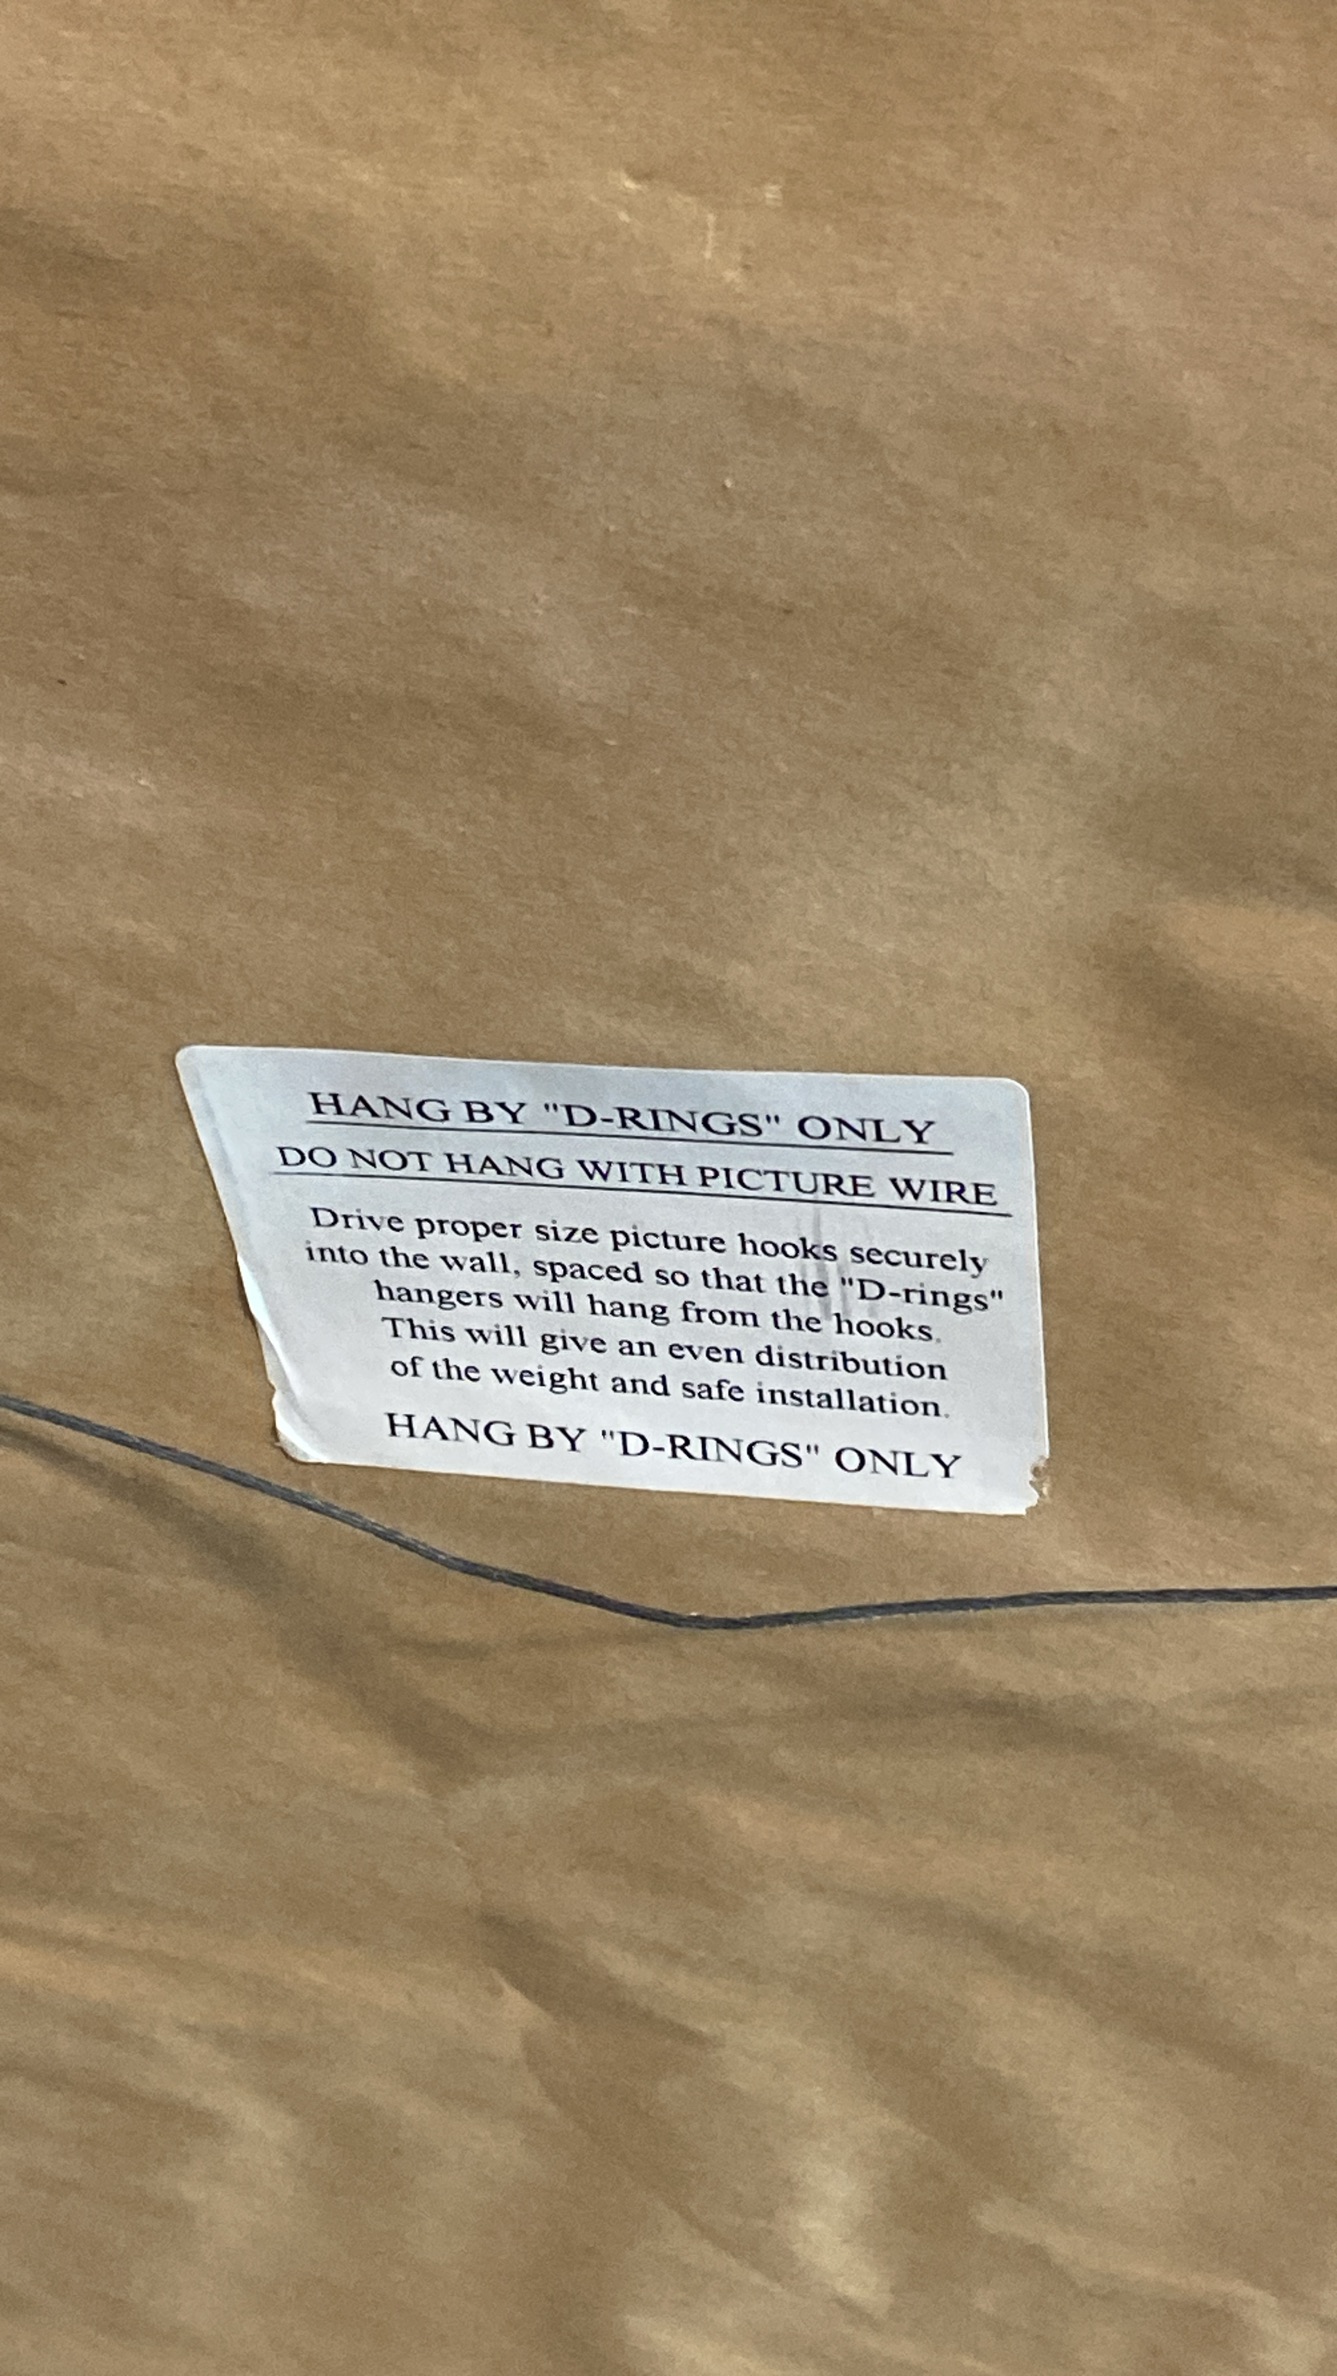 HANG BY "D-RINGS" ONLY
DO NOT HANG WITH PICTURE WIRE
Drive proper size picture hooks securely
into the wall, spaced so that the "D-rings"
hangers will hang from the hooks.
This will give an even distribution
of the weight and safe installation.
HANG BY "D-RINGS" ONLY